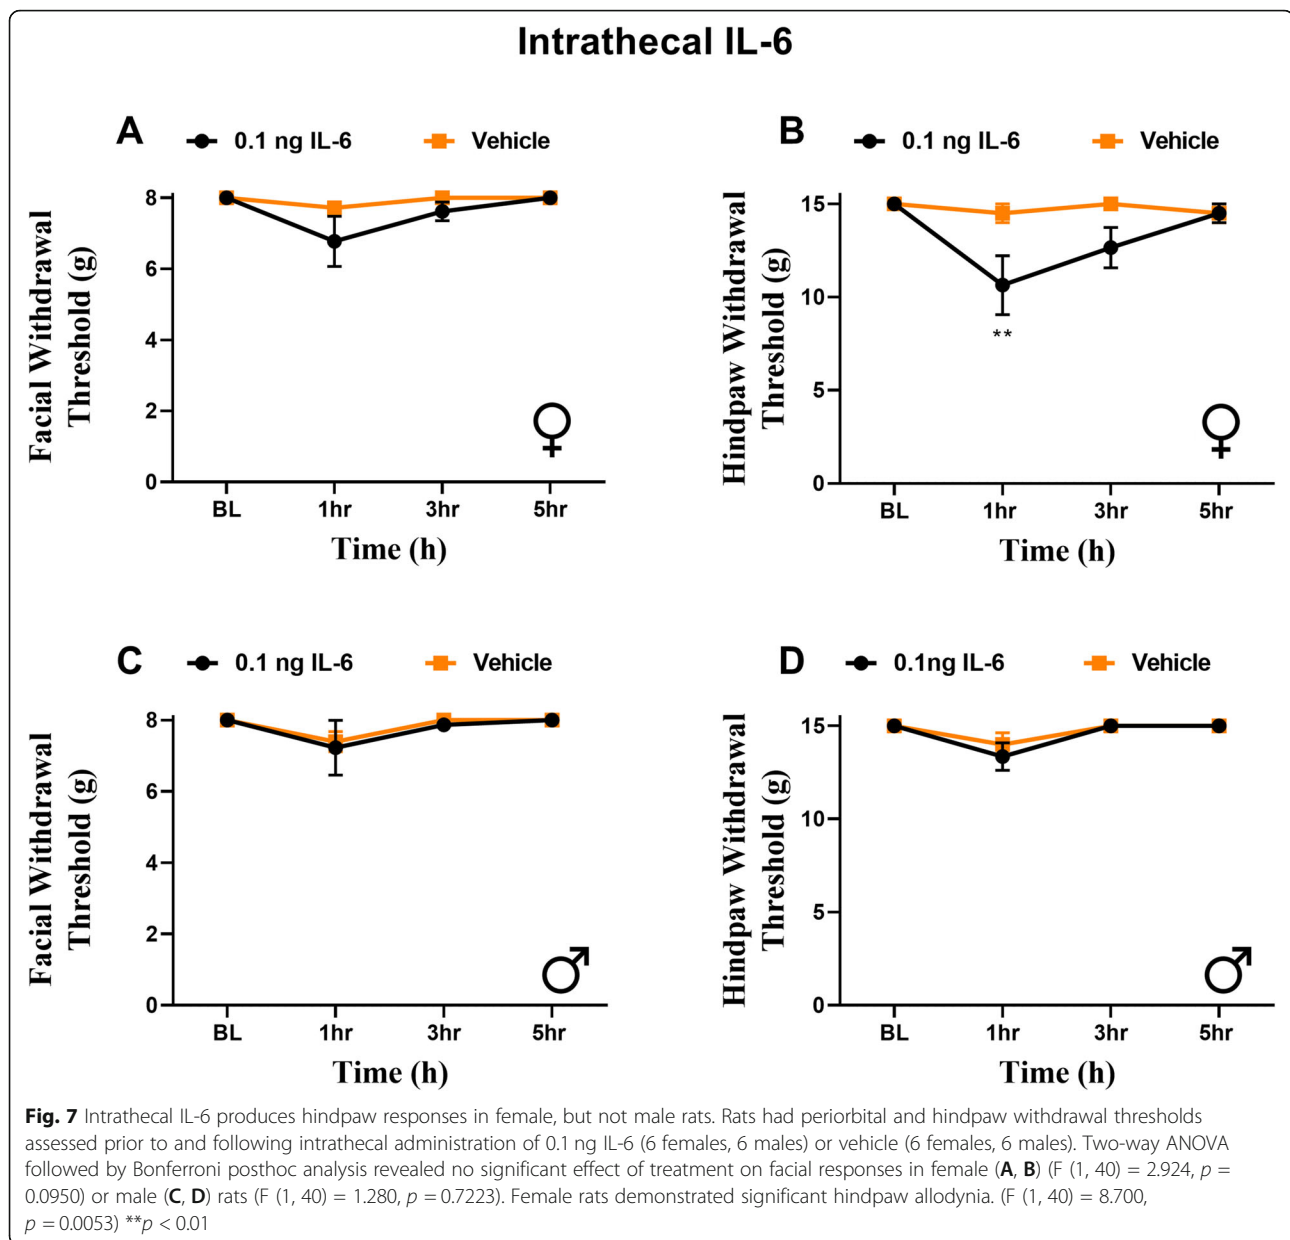 Intrathecal IL-6
A
0.1 ng IL-6
Vehicle
Facial Withdrawal
Threshold (g)
8
6
4
2
0
BL
1hr
3hr
5hr
Time (h)
B
0.1 ng IL-6
Vehicle
Hindpaw Withdrawal
Threshold (g)
15
10
5
0
**
BL
1hr
3hr
5hr
Time (h)
C
0.1 ng IL-6
Vehicle
Facial Withdrawal
Threshold (g)
8
6
4
2
0
BL
1hr
3hr
5hr
Time (h)
D
0.1ng IL-6
Vehicle
Hindpaw Withdrawal
Threshold (g)
15
10
5
0
BL
1hr
3hr
5hr
Time (h)
Fig. 7 Intrathecal IL-6 produces hindpaw responses in female, but not male rats. Rats had periorbital and hindpaw withdrawal thresholds
assessed prior to and following intrathecal administration of 0.1 ng IL-6 (6 females, 6 males) or vehicle (6 females, 6 males). Two-way ANOVA
followed by Bonferroni posthoc analysis revealed no significant effect of treatment on facial responses in female (A, B) (F (1, 40) = 2.924, p =
0.0950) or male (C, D) rats (F (1, 40) = 1.280, p = 0.7223). Female rats demonstrated significant hindpaw allodynia. (F (1, 40) = 8.700,
p = 0.0053) **p < 0.01